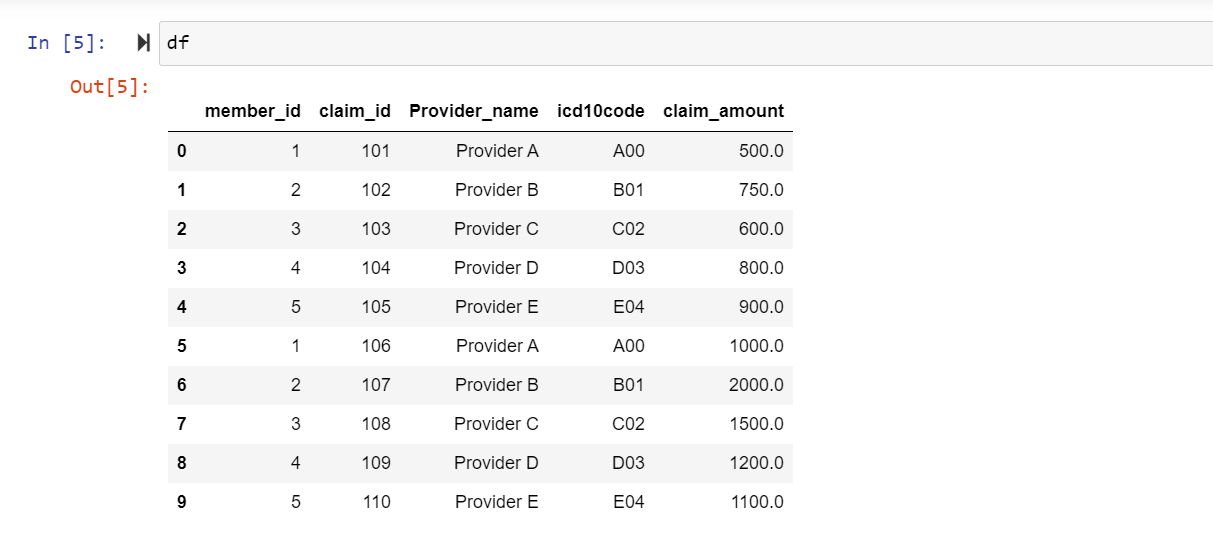 In [5]: df
Out[5]:
member_id claim_id Provider_name icd10code claim_amount
0 1 101 Provider A A00 500.0
1 2 102 Provider B B01 750.0
2 3 103 Provider C C02 600.0
3 4 104 Provider D D03 800.0
4 5 105 Provider E E04 900.0
5 1 106 Provider A A00 1000.0
6 2 107 Provider B B01 2000.0
7 3 108 Provider C C02 1500.0
8 4 109 Provider D D03 1200.0
9 5 110 Provider E E04 1100.0